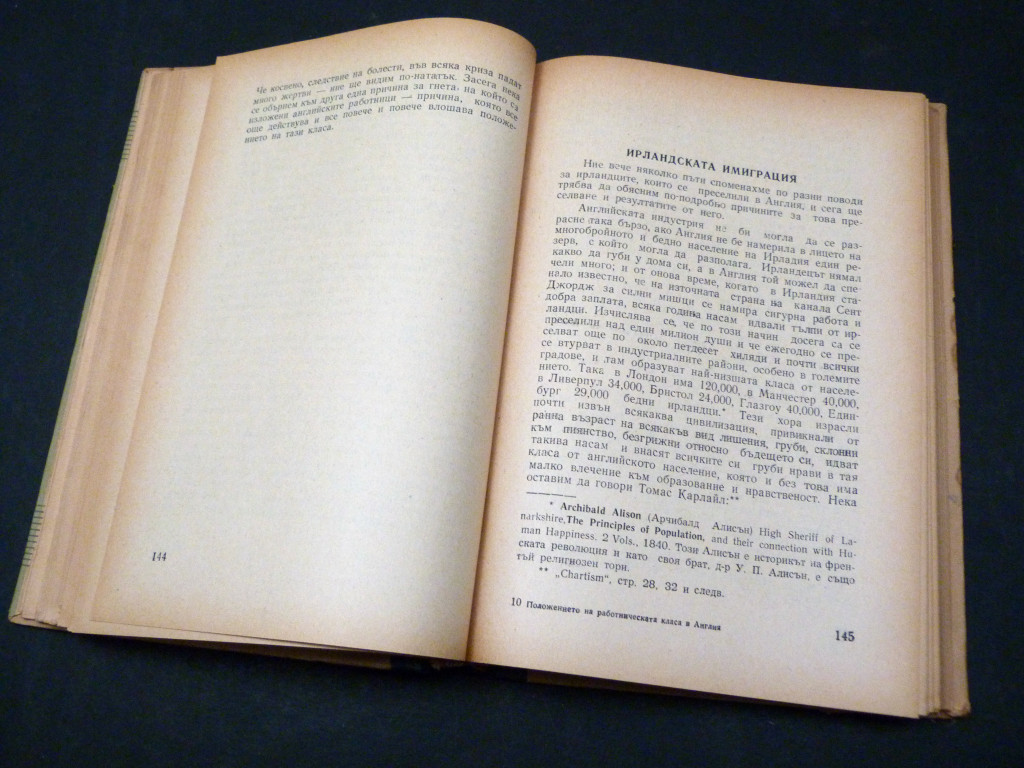 Че косвено, следствие на болести, във всяка криза падат
много жертви — ние ще видим по-нататък. Засега нека
се обърнем към друга една причина за гнета, на който са
изложени английските работници — причина, която все
още действува и все повече и повече влошава положе-
нието на тази класа.
144
ИРЛАНДСКАТА ИМИГРАЦИЯ
Ние вече няколко пъти споменахме по разни поводи
за ирландците, които се преселили в Англия, и сега ще
трябва да обясним по-подробно причините за това пре-
селване и резултатите от него.
Английската индустрия не би могла да се раз-
расне така бързо, ако Англия не бе намерила в лицето на
многобройното и бедно население на Ирладия един ре-
зерв, с който могла да разполага. Ирландецът нямал
какво да губи у дома си, а в Англия той можел да спе-
чели много; и от онова време, когато в Ирландия ста-
нало известно, че на източната страна на канала Сент
Джордж за силни мишци се намира сигурна работа и
добра заплата, всяка година насам идвали тълпи от ир-
ландци. Изчислява се, че по този начин досега са се
преселили над един милион души и че ежегодно се пре-
селват още по около петдесет хиляди и почти всички
се втурват в индустриалните райони, особено в големите
градове, и там образуват най-низшата класа от населе-
нието. Така в Лондон има 120,000, в Манчестер 40,000,
в Ливерпул 34,000, Бристол 24,000, Глазгоу 40,000, Един-
бург 29,000 бедни ирландци.* Тези хора израсли
почти извън всякаква цивилизация, привикнали от
ранна възраст на всякакъв вид лишения, груби, склонни
към пиянство, безгрижни относно бъдещето си, идват
такива насам и внасят всичките си груби нрави в тая
класа от английското население, която и без това има
малко влечение към образование и нравственост. Нека
оставим да говори Томас Карлайл:**
* Archibald Alison (Арчибалд Алисън) High Sheriff of La-
narkshire, The Principles of Population, and their connection with Hu-
man Happiness. 2 Vols., 1840. Този Алисън е историкът на френ-
ската революция и като своя брат, д-р У. П. Алисън, е също
тъй религиозен тори.
** „Chartism“, стр. 28, 32 и следв.
10 Положението на работническата класа в Англия
145